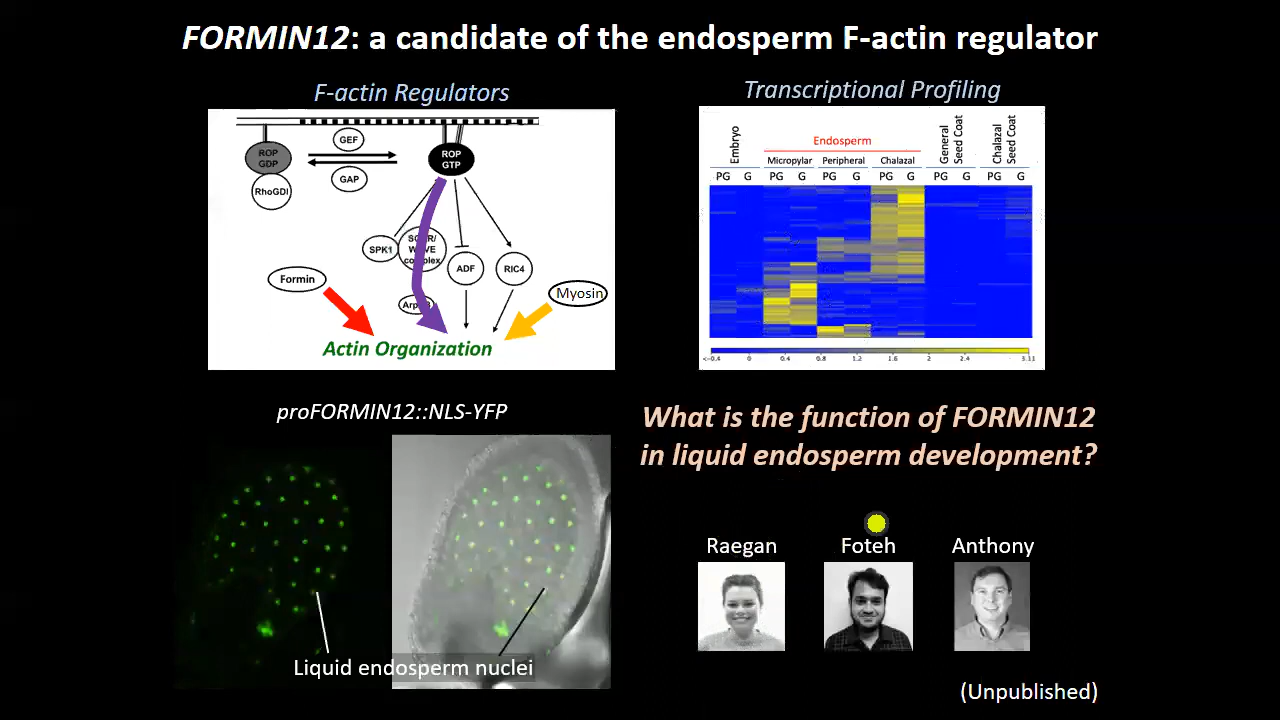 FORMIN12: a candidate of the endosperm F-actin regulator
F-actin Regulators
ROP
GDP
RhoGDI
GEF
GAP
ROP
GTP
SPK1
complex
ADF
RIC4
Formin
Myosin
Actin Organization
Transcriptional Profiling
Embryo
Endosperm
General
Seed Coat
Chalazal
Seed Coat
Micropylar Peripheral Chalazal
PG G PG G PG G PG G PG G PG G
<=-0.4 0 0.4 0.8 1.2 1.6 2 2.4 3.11
proFORMIN12::NLS-YFP
Liquid endosperm nuclei
What is the function of FORMIN12
in liquid endosperm development?
Raegan Foteh Anthony
(Unpublished)